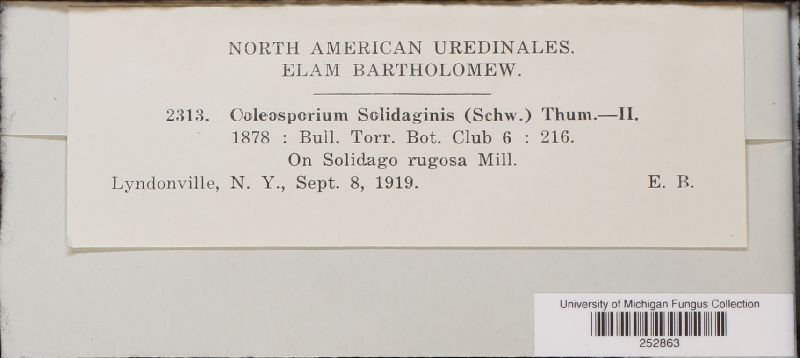 NORTH AMERICAN UREDINALES.
ELAM BARTHOLOMEW.
2313. Coleosporium Solidaginis (Schw.) Thum.—II.
1878 : Bull. Torr. Bot. Club 6 : 216.
On Solidago rugosa Mill.
Lyndonville, N. Y., Sept. 8, 1919. E. B.
University of Michigan Fungus Collection
252863